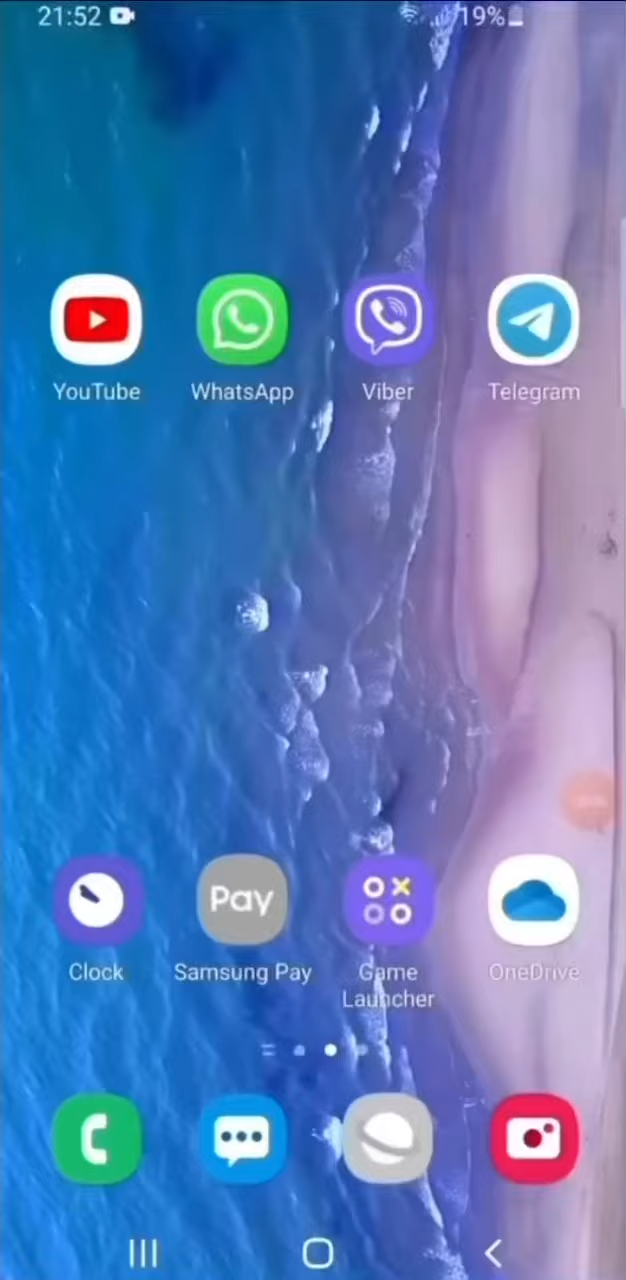 21:52
19%
YouTube
WhatsApp
Viber
Telegram
Pay
Clock
Samsung Pay
Game
Launcher
OneDrive